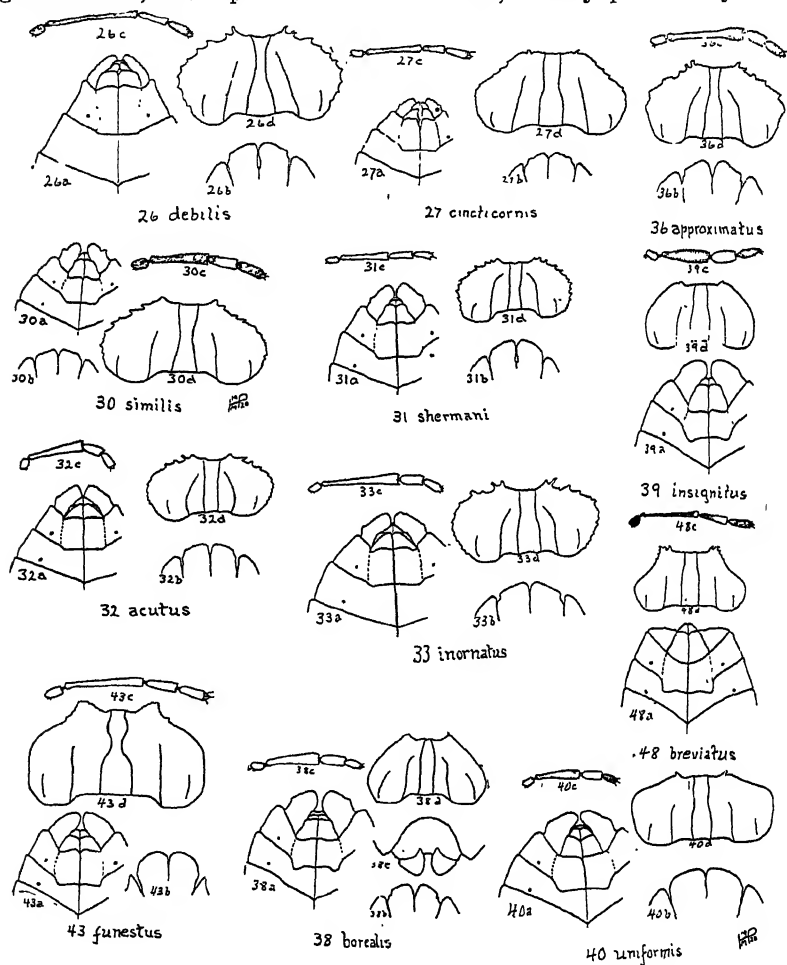 26c
26a
26d
26b
26 debilis
27c
27a
27d
27b
27 cincticornis
36c
36d
36b
36 approximatus
30a
30c
30b
30d
30 similis
31c
31a
31d
31b
31 shermani
39c
39d
39a
39 insignitus
32c
32a
32d
32b
32 acutus
33c
33a
33d
33b
33 inornatus
48c
48d
48a
48 breviatus
43c
43d
43a
43b
43 funestus
38c
38a
38d
38e
38b
38 borealis
40c
40a
40d
40b
40 uniformis